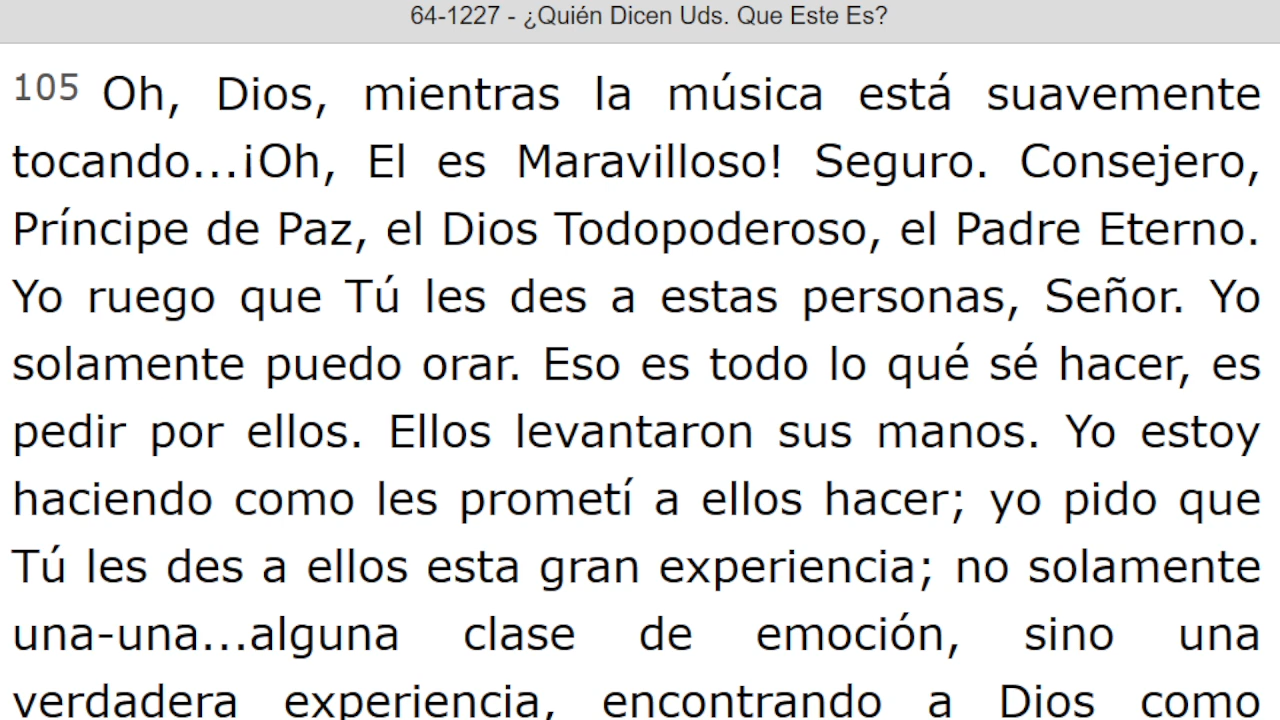 64-1227 - ¿Quién Dicen Uds. Que Este Es?
105 Oh, Dios, mientras la música está suavemente
tocando...¡Oh, El es Maravilloso! Seguro. Consejero,
Príncipe de Paz, el Dios Todopoderoso, el Padre Eterno.
Yo ruego que Tú les des a estas personas, Señor. Yo
solamente puedo orar. Eso es todo lo qué sé hacer, es
pedir por ellos. Ellos levantaron sus manos. Yo estoy
haciendo como les prometí a ellos hacer; yo pido que
Tú les des a ellos esta gran experiencia; no solamente
una-una...alguna clase de emoción, sino una
verdadera experiencia, encontrando a Dios como